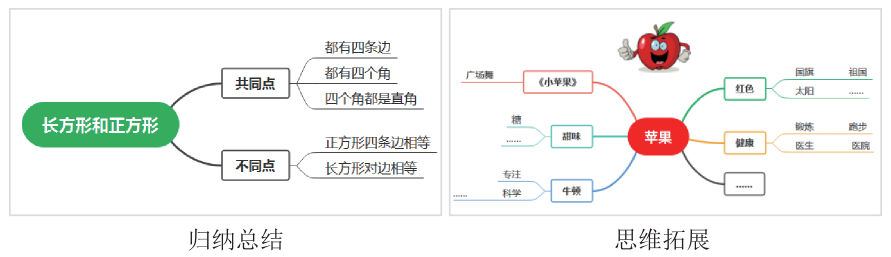 长方形和正方形
共同点
都有四条边
都有四个角
四个角都是直角
不同点
正方形四条边相等
长方形对边相等
归纳总结
苹果
《小苹果》
广场舞
甜味
糖
......
牛顿
专注
科学
......
红色
国旗 祖国
太阳 ......
健康
锻炼 跑步
医生 医院
......
思维拓展